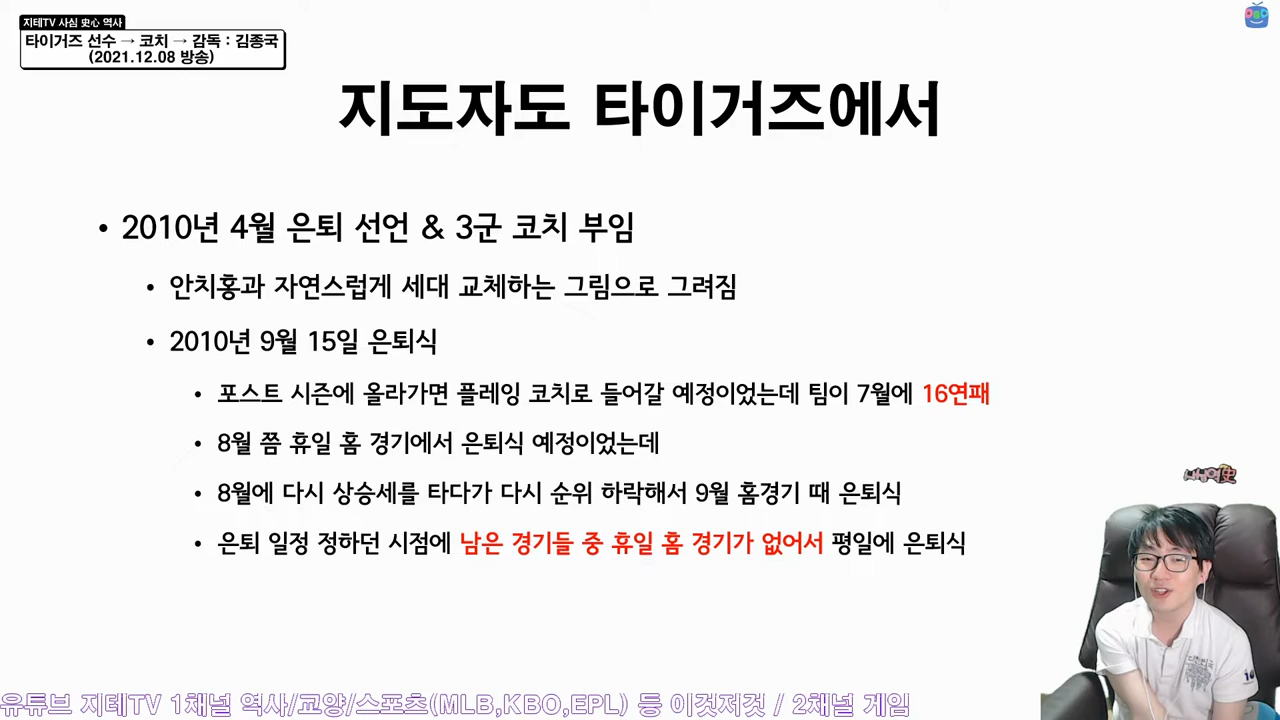 지테TV 사심 史心 역사
타이거즈 선수 → 코치 → 감독 : 김종국
(2021.12.08 방송)
지도자도 타이거즈에서
• 2010년 4월 은퇴 선언 & 3군 코치 부임
• 안치홍과 자연스럽게 세대 교체하는 그림으로 그려짐
• 2010년 9월 15일 은퇴식
• 포스트 시즌에 올라가면 플레잉 코치로 들어갈 예정이었는데 팀이 7월에 16연패
• 8월 쯤 휴일 홈 경기에서 은퇴식 예정이었는데
• 8월에 다시 상승세를 타다가 다시 순위 하락해서 9월 홈경기 때 은퇴식
• 은퇴 일정 정하던 시점에 남은 경기들 중 휴일 홈 경기가 없어서 평일에 은퇴식
사심역史
유튜브 지테TV 1채널 역사/교양/스포츠(MLB,KBO,EPL) 등 이것저것 / 2채널 게임